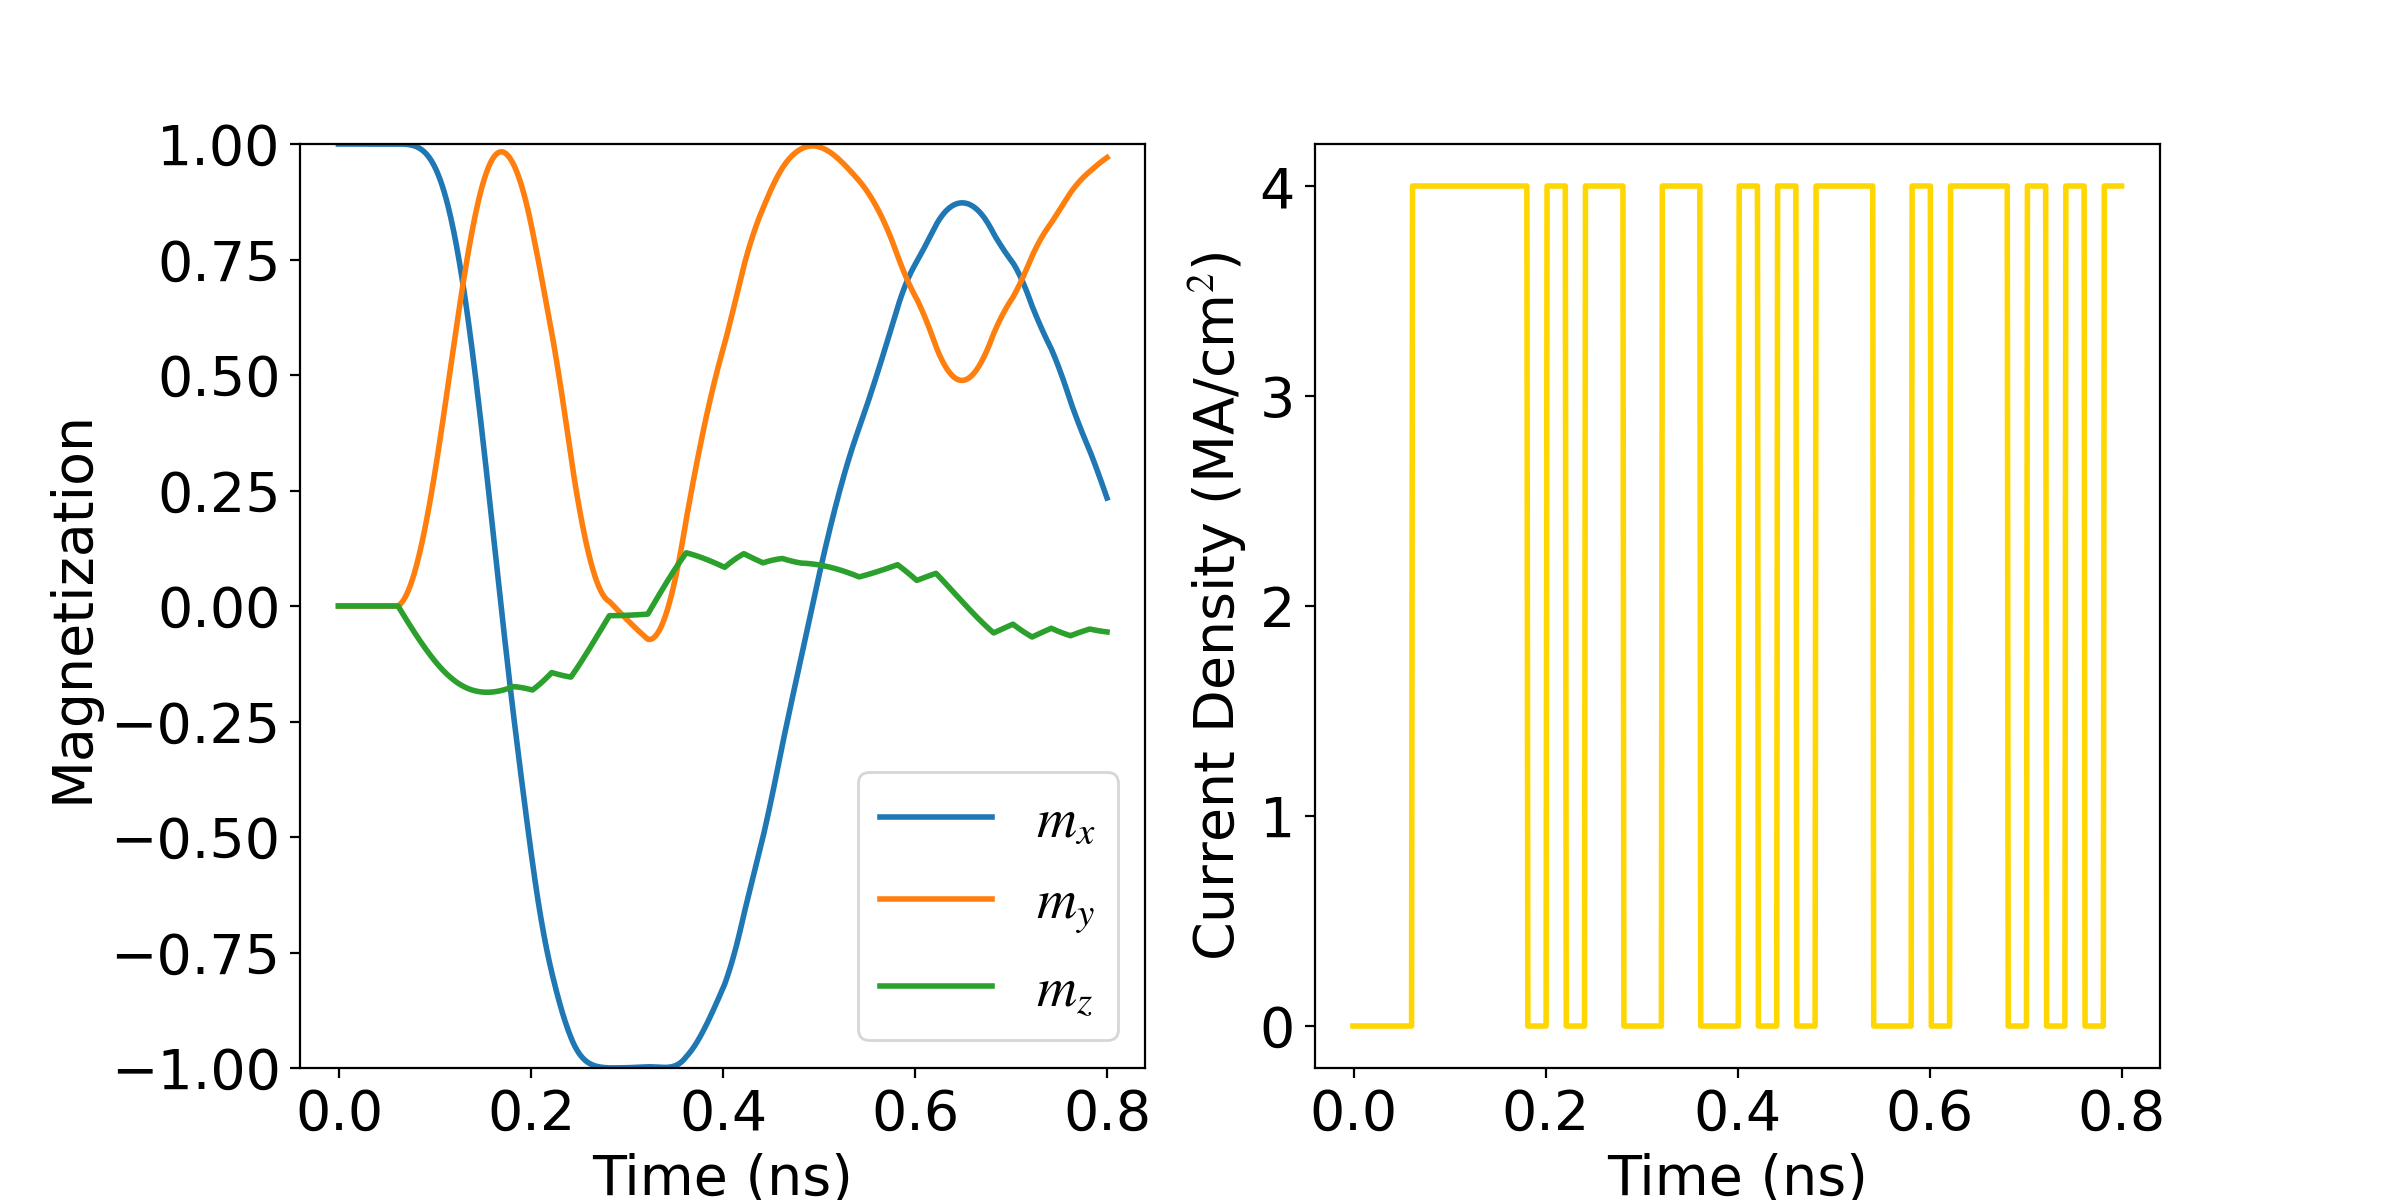 1.00
0.75
0.50
0.25
0.00
−0.25
−0.50
−0.75
−1.00
Magnetization
0.0 0.2 0.4 0.6 0.8
Time (ns)
m_x
m_y
m_z
4
3
2
1
0
Current Density (MA/cm²)
0.0 0.2 0.4 0.6 0.8
Time (ns)